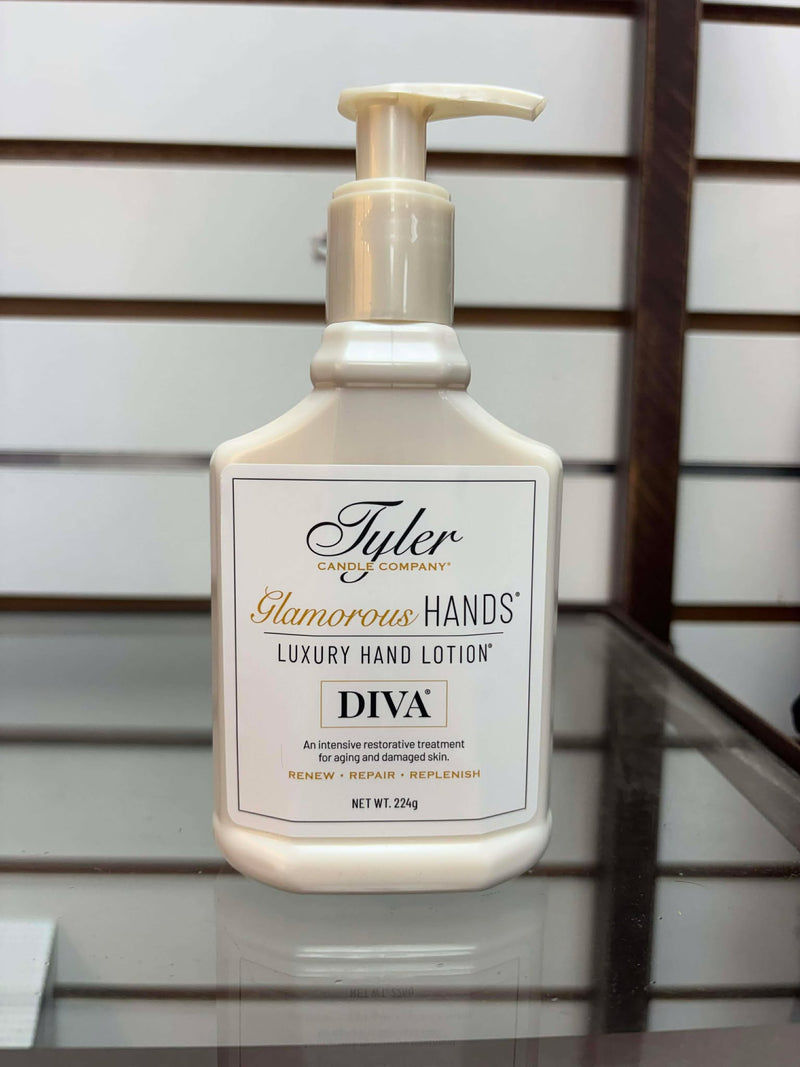 Tyler
CANDLE COMPANY®
Glamorous HANDS®
LUXURY HAND LOTION®
DIVA®
An intensive restorative treatment
for aging and damaged skin.
RENEW • REPAIR • REPLENISH
NET WT. 224g